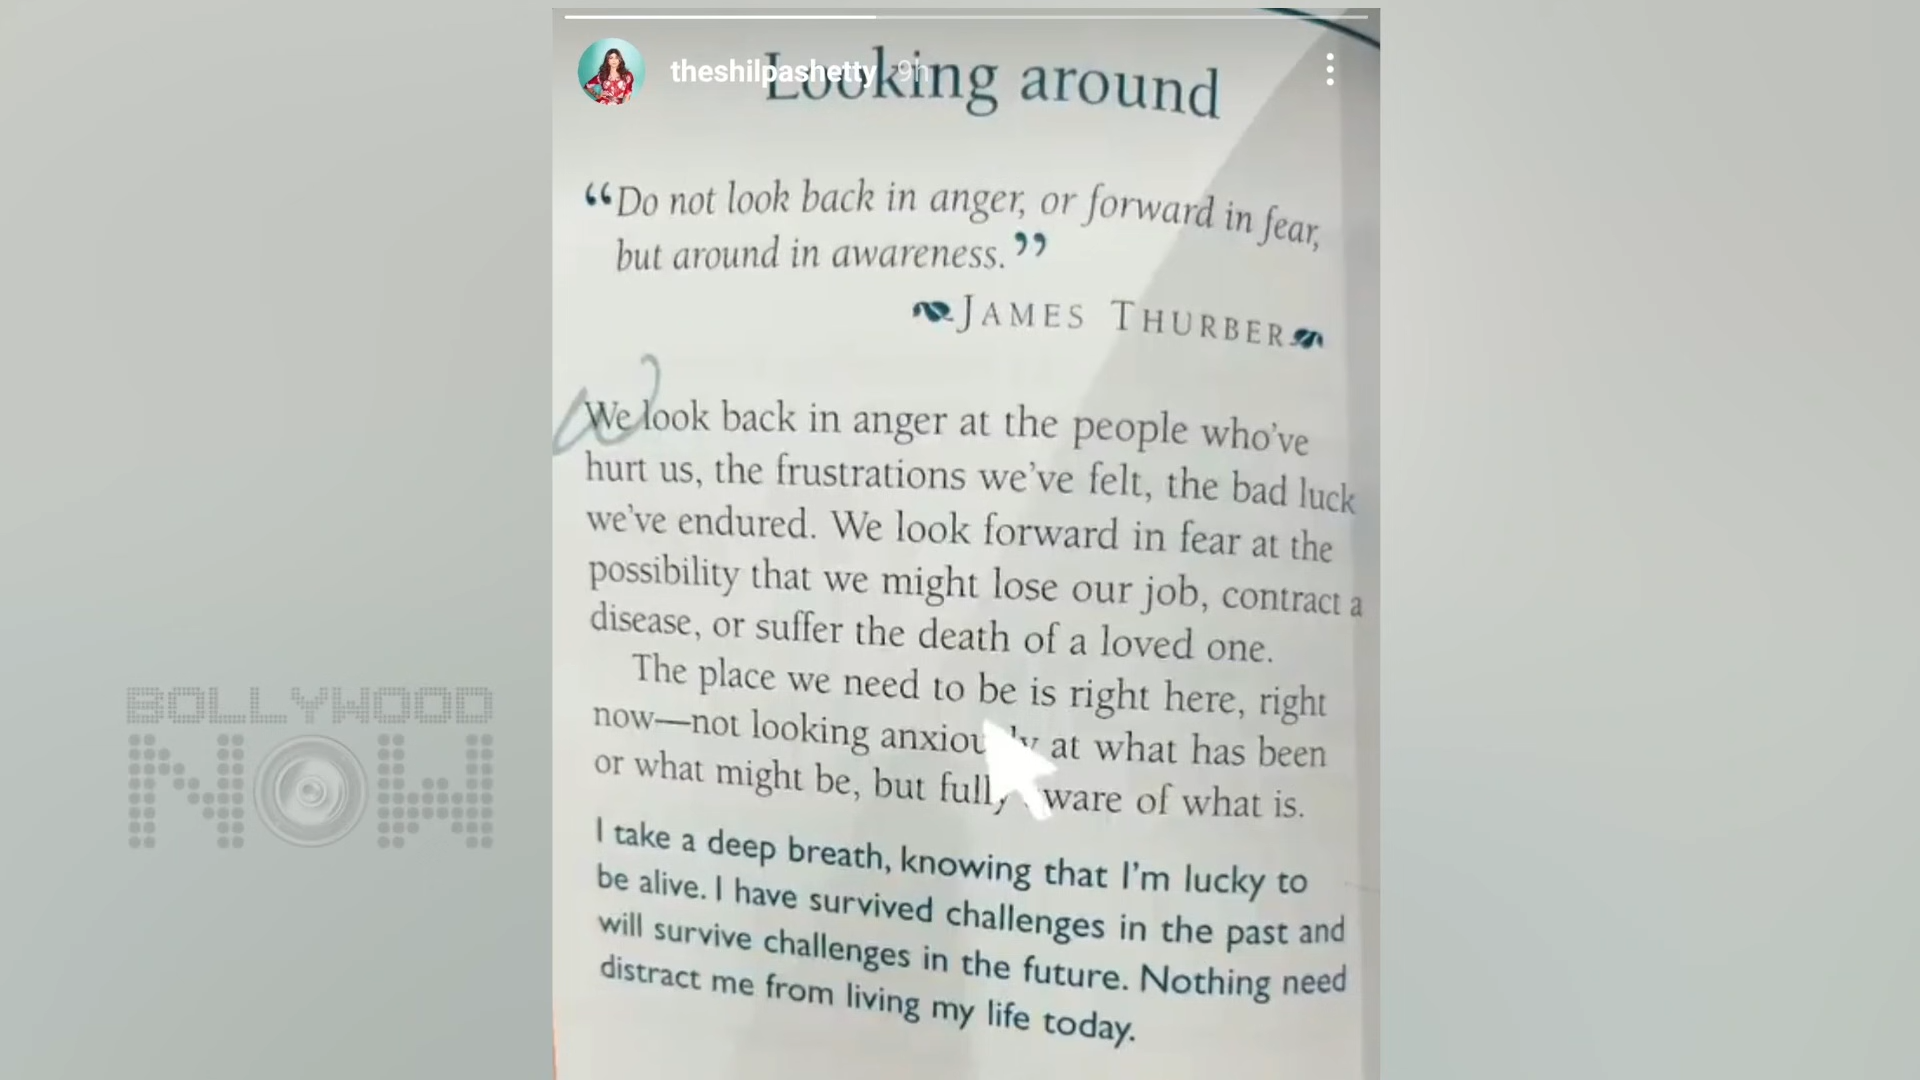 theshilpashetty 9h
Looking around
“Do not look back in anger, or forward in fear,
but around in awareness.”
JAMES THURBER
We look back in anger at the people who’ve
hurt us, the frustrations we’ve felt, the bad luck
we’ve endured. We look forward in fear at the
possibility that we might lose our job, contract a
disease, or suffer the death of a loved one.
The place we need to be is right here, right
now—not looking anxiously at what has been
or what might be, but fully aware of what is.
I take a deep breath, knowing that I’m lucky to
be alive. I have survived challenges in the past and
will survive challenges in the future. Nothing need
distract me from living my life today.
BOLLYWOOD
NOW